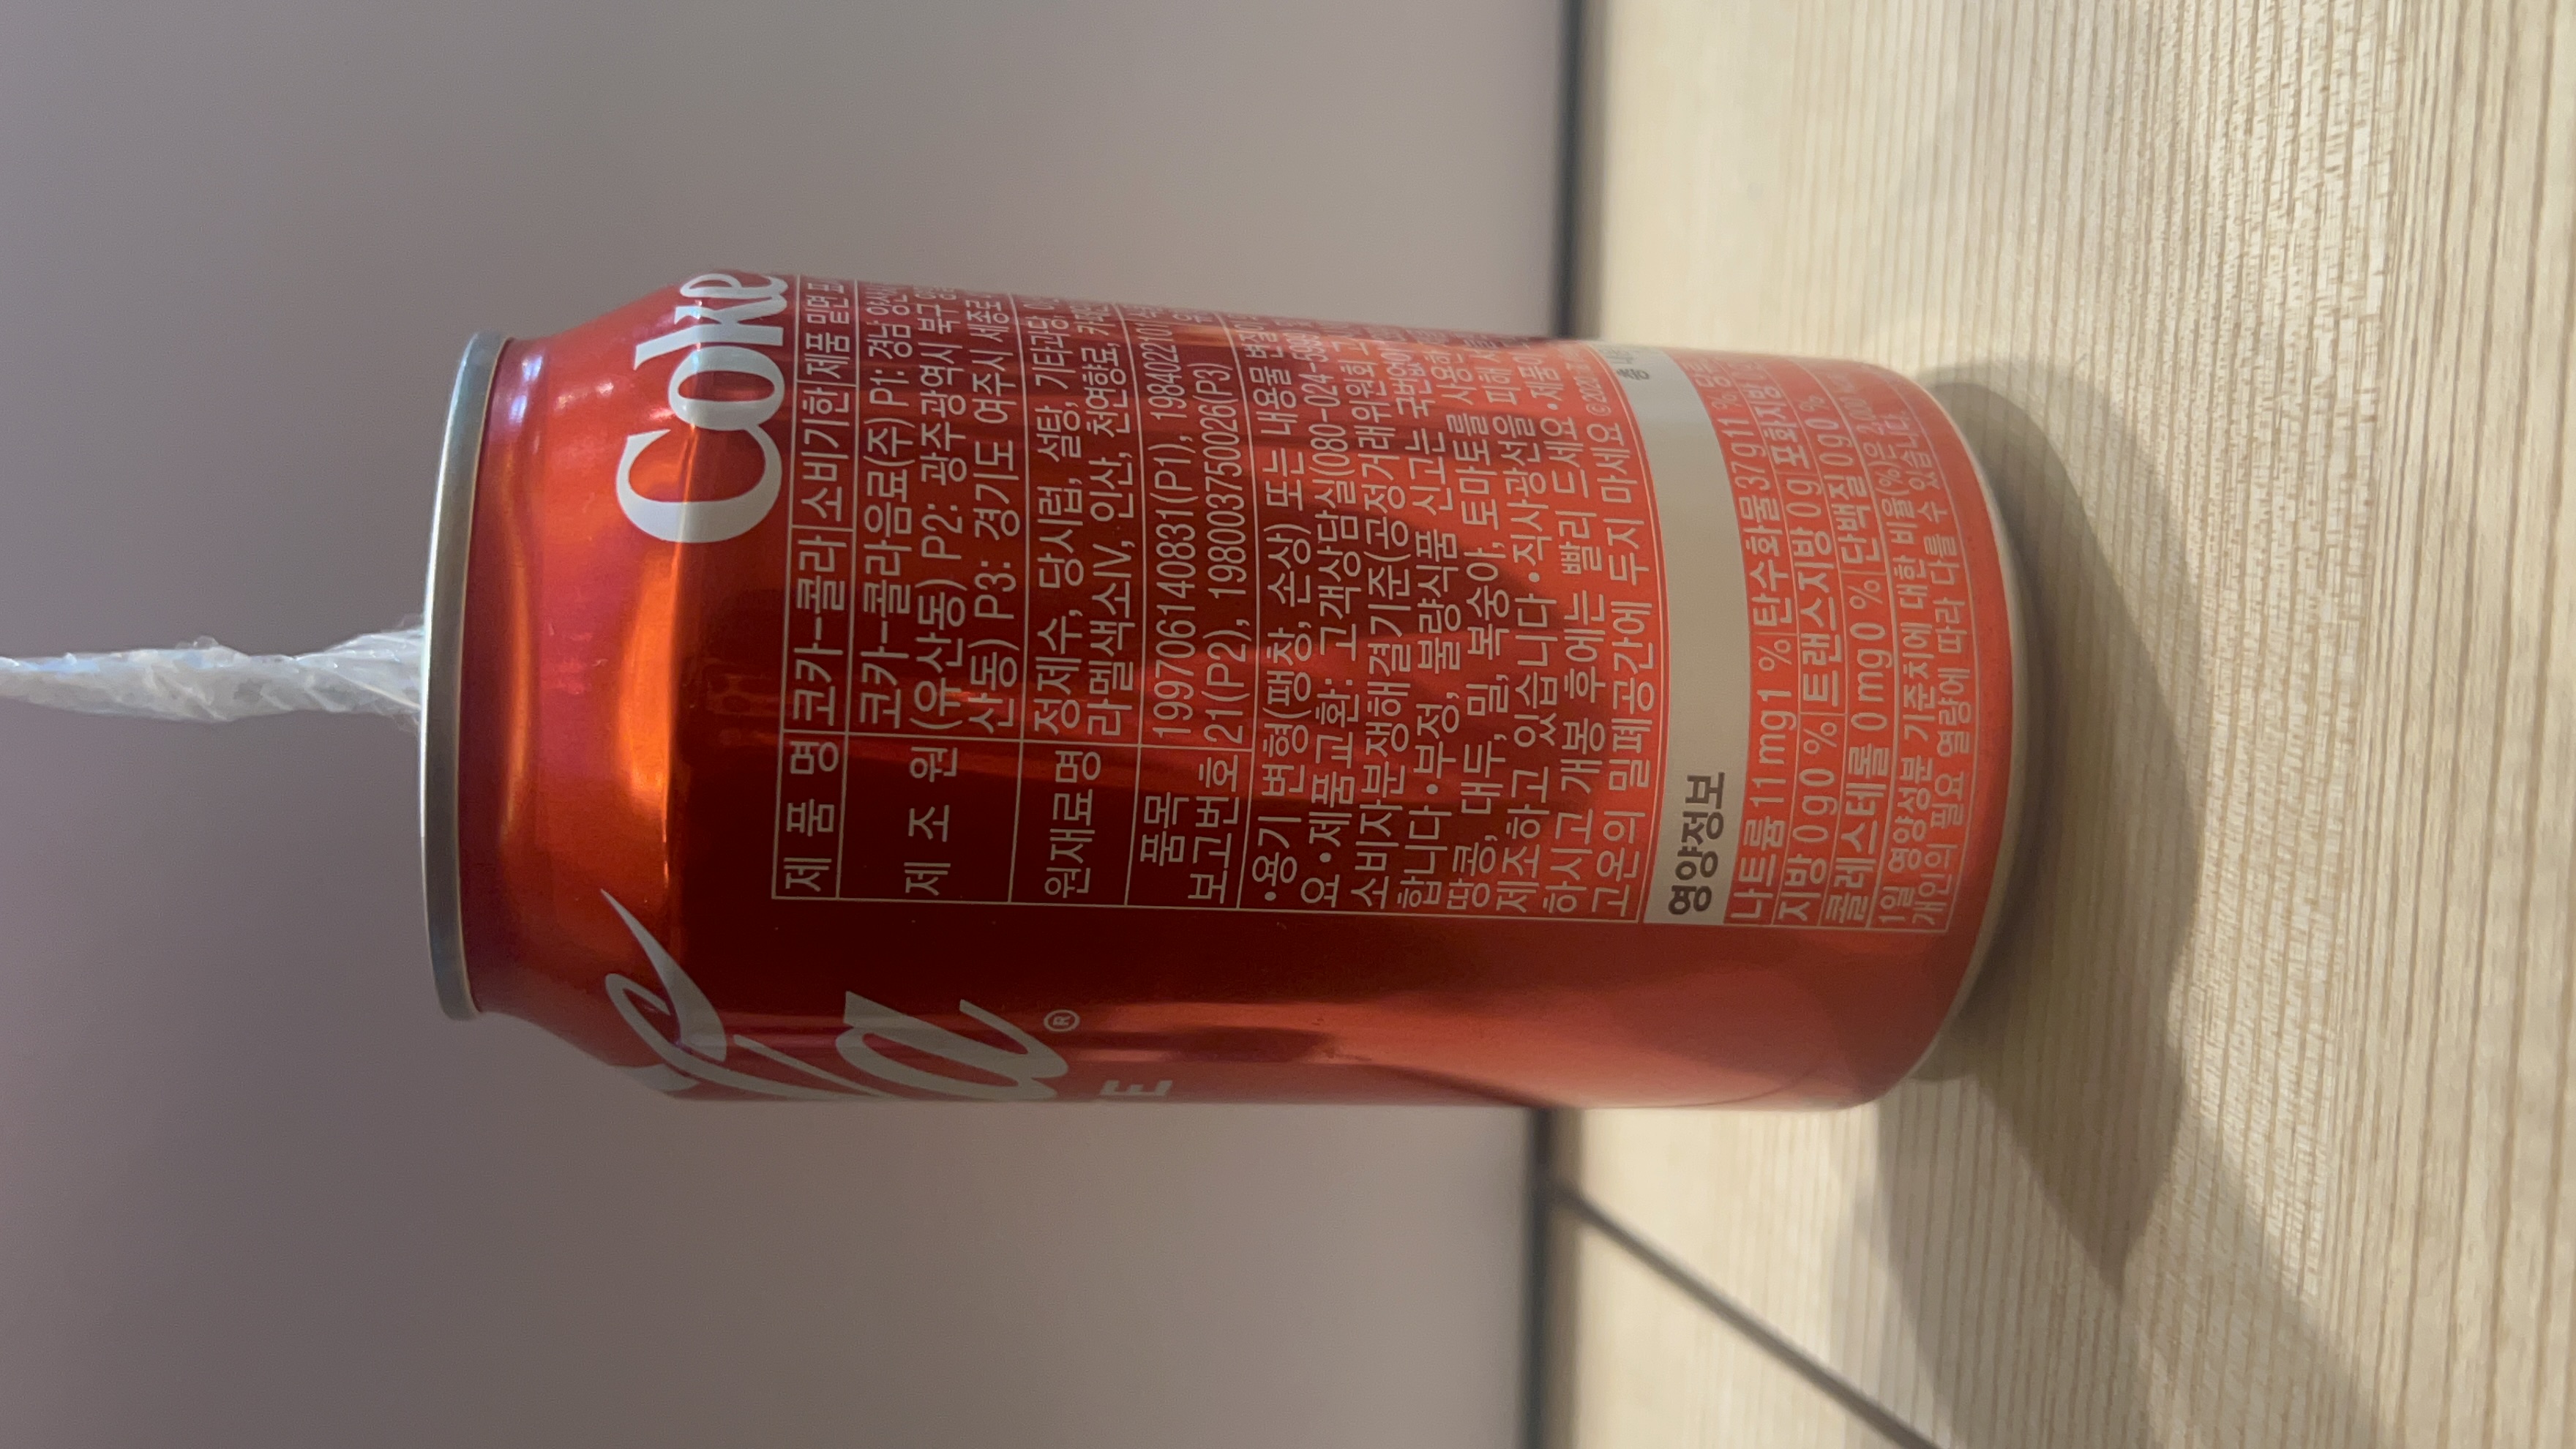 Coke
제 품 명 코카-콜라 소비기한 제품 밑면
코카-콜라음료(주) P1: 경남
제 조 원 (유산동) P2: 광주광역시 북구
산동) P3: 경기도 여주시 세종로
원재료명 정제수, 당시럽, 설탕, 기타과당,
라멜색소IV, 인산, 천연향료,
품목 199706140831(P1), 1984022101
보고번호 21(P2), 198003750026(P3)
•용기 변형(팽창, 손상) 또는 내용물
요•제품교환: 고객상담실(080-024-5999
소비자분쟁해결기준(공정거래위원회
합니다•부정, 불량식품 신고는 국번없이
땅콩, 대두, 밀, 복숭아, 토마토를 사용한
제조하고 있습니다•직사광선을 피해
하시고 개봉 후에는 빨리 드세요•제품이
고온의 밀폐공간에 두지 마세요 ©2020
총
영양정보
나트륨 11 mg 1 % 탄수화물 37 g 11 %
지방 0 g 0 % 트랜스지방 0 g 포화지방
콜레스테롤 0 mg 0 % 단백질 0 g 0 %
1일 영양성분 기준치에 대한 비율(%)은 2,000
개인의 필요 열량에 따라 다를 수 있습니다.